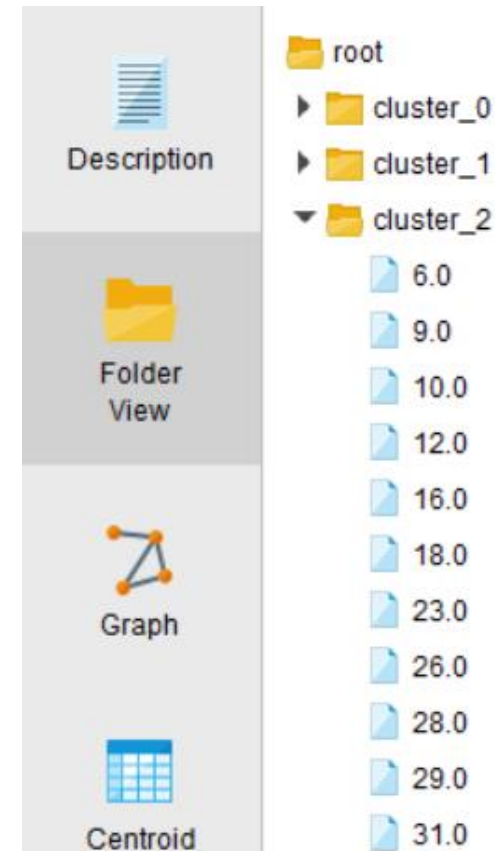 Description
Folder
View
Graph
Centroid
root
cluster_0
cluster_1
cluster_2
6.0
9.0
10.0
12.0
16.0
18.0
23.0
26.0
28.0
29.0
31.0